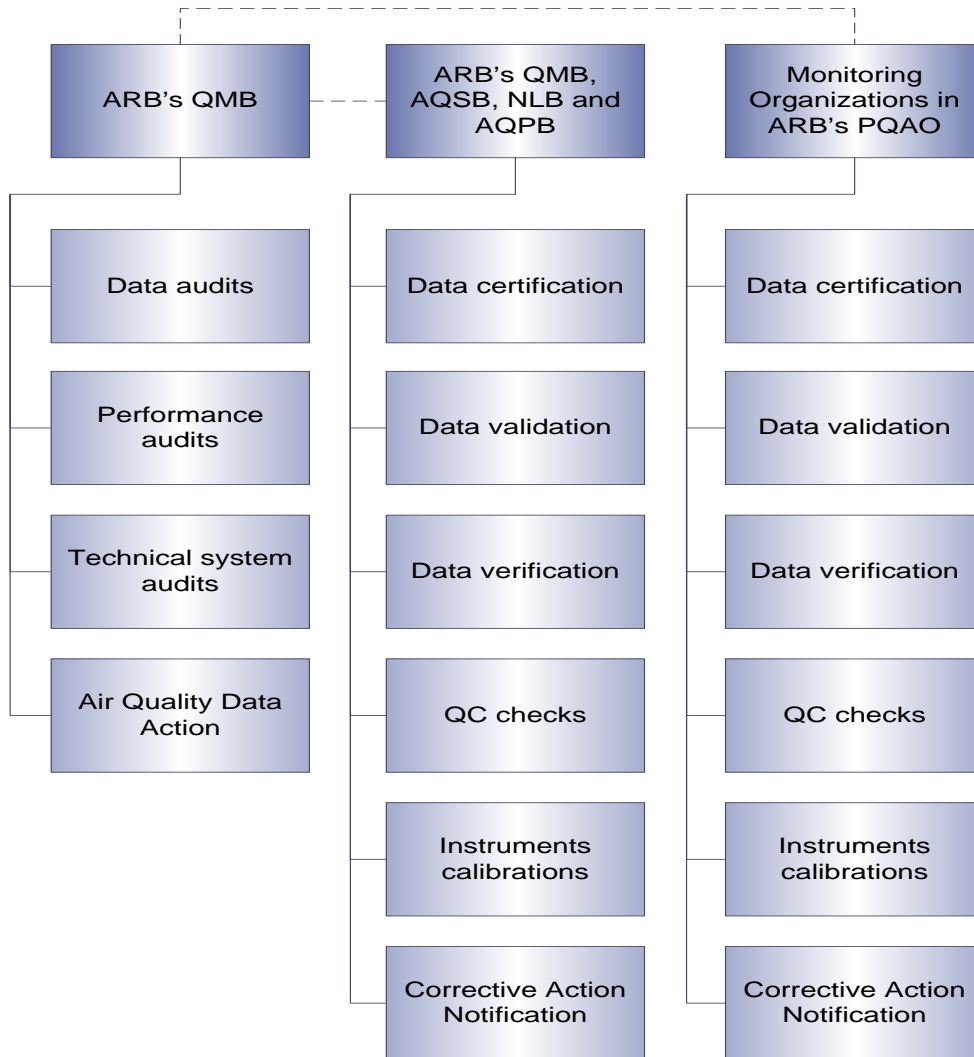 ARB's QMB
ARB's QMB,
AQSB, NLB and
AQPB
Monitoring
Organizations in
ARB's PQAO
Data audits
Performance
audits
Technical system
audits
Air Quality Data
Action
Data certification
Data validation
Data verification
QC checks
Instruments
calibrations
Corrective Action
Notification
Data certification
Data validation
Data verification
QC checks
Instruments
calibrations
Corrective Action
Notification